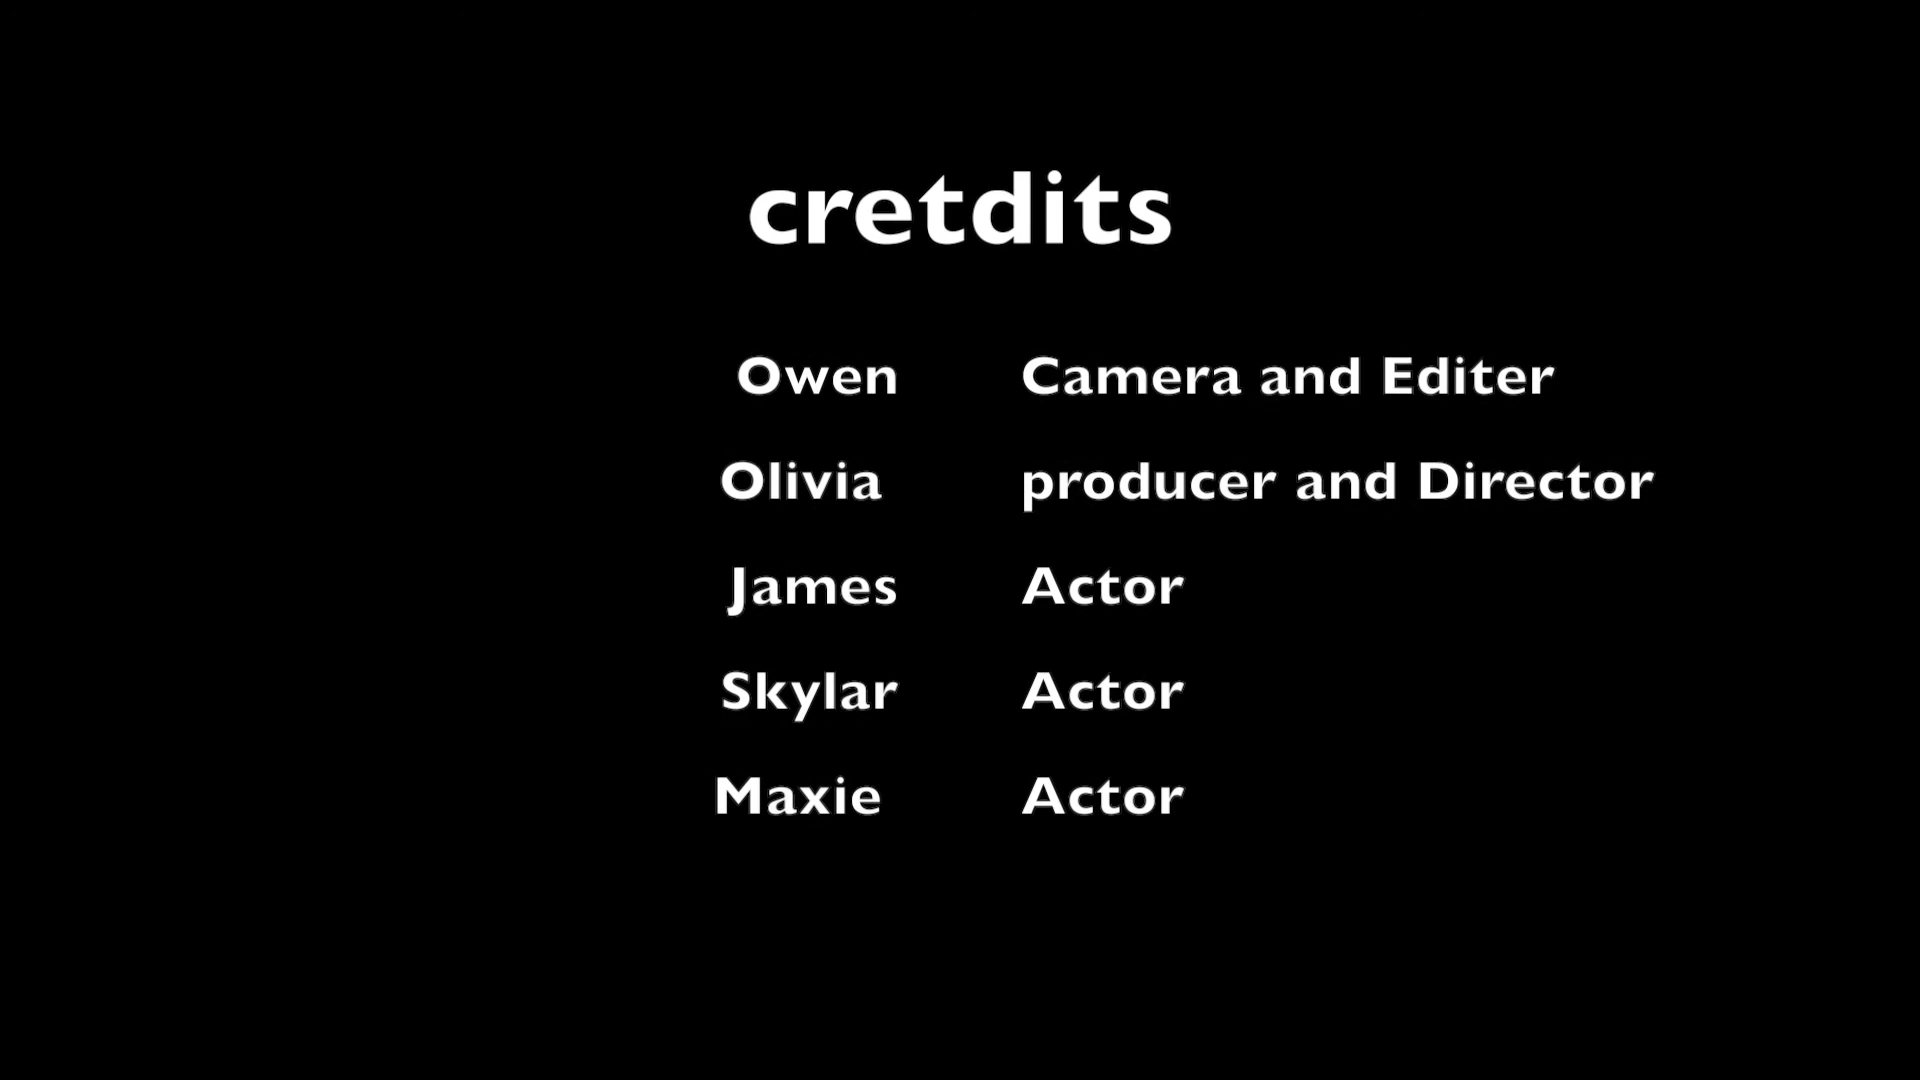 cretdits
Owen Camera and Editer
Olivia producer and Director
James Actor
Skylar Actor
Maxie Actor